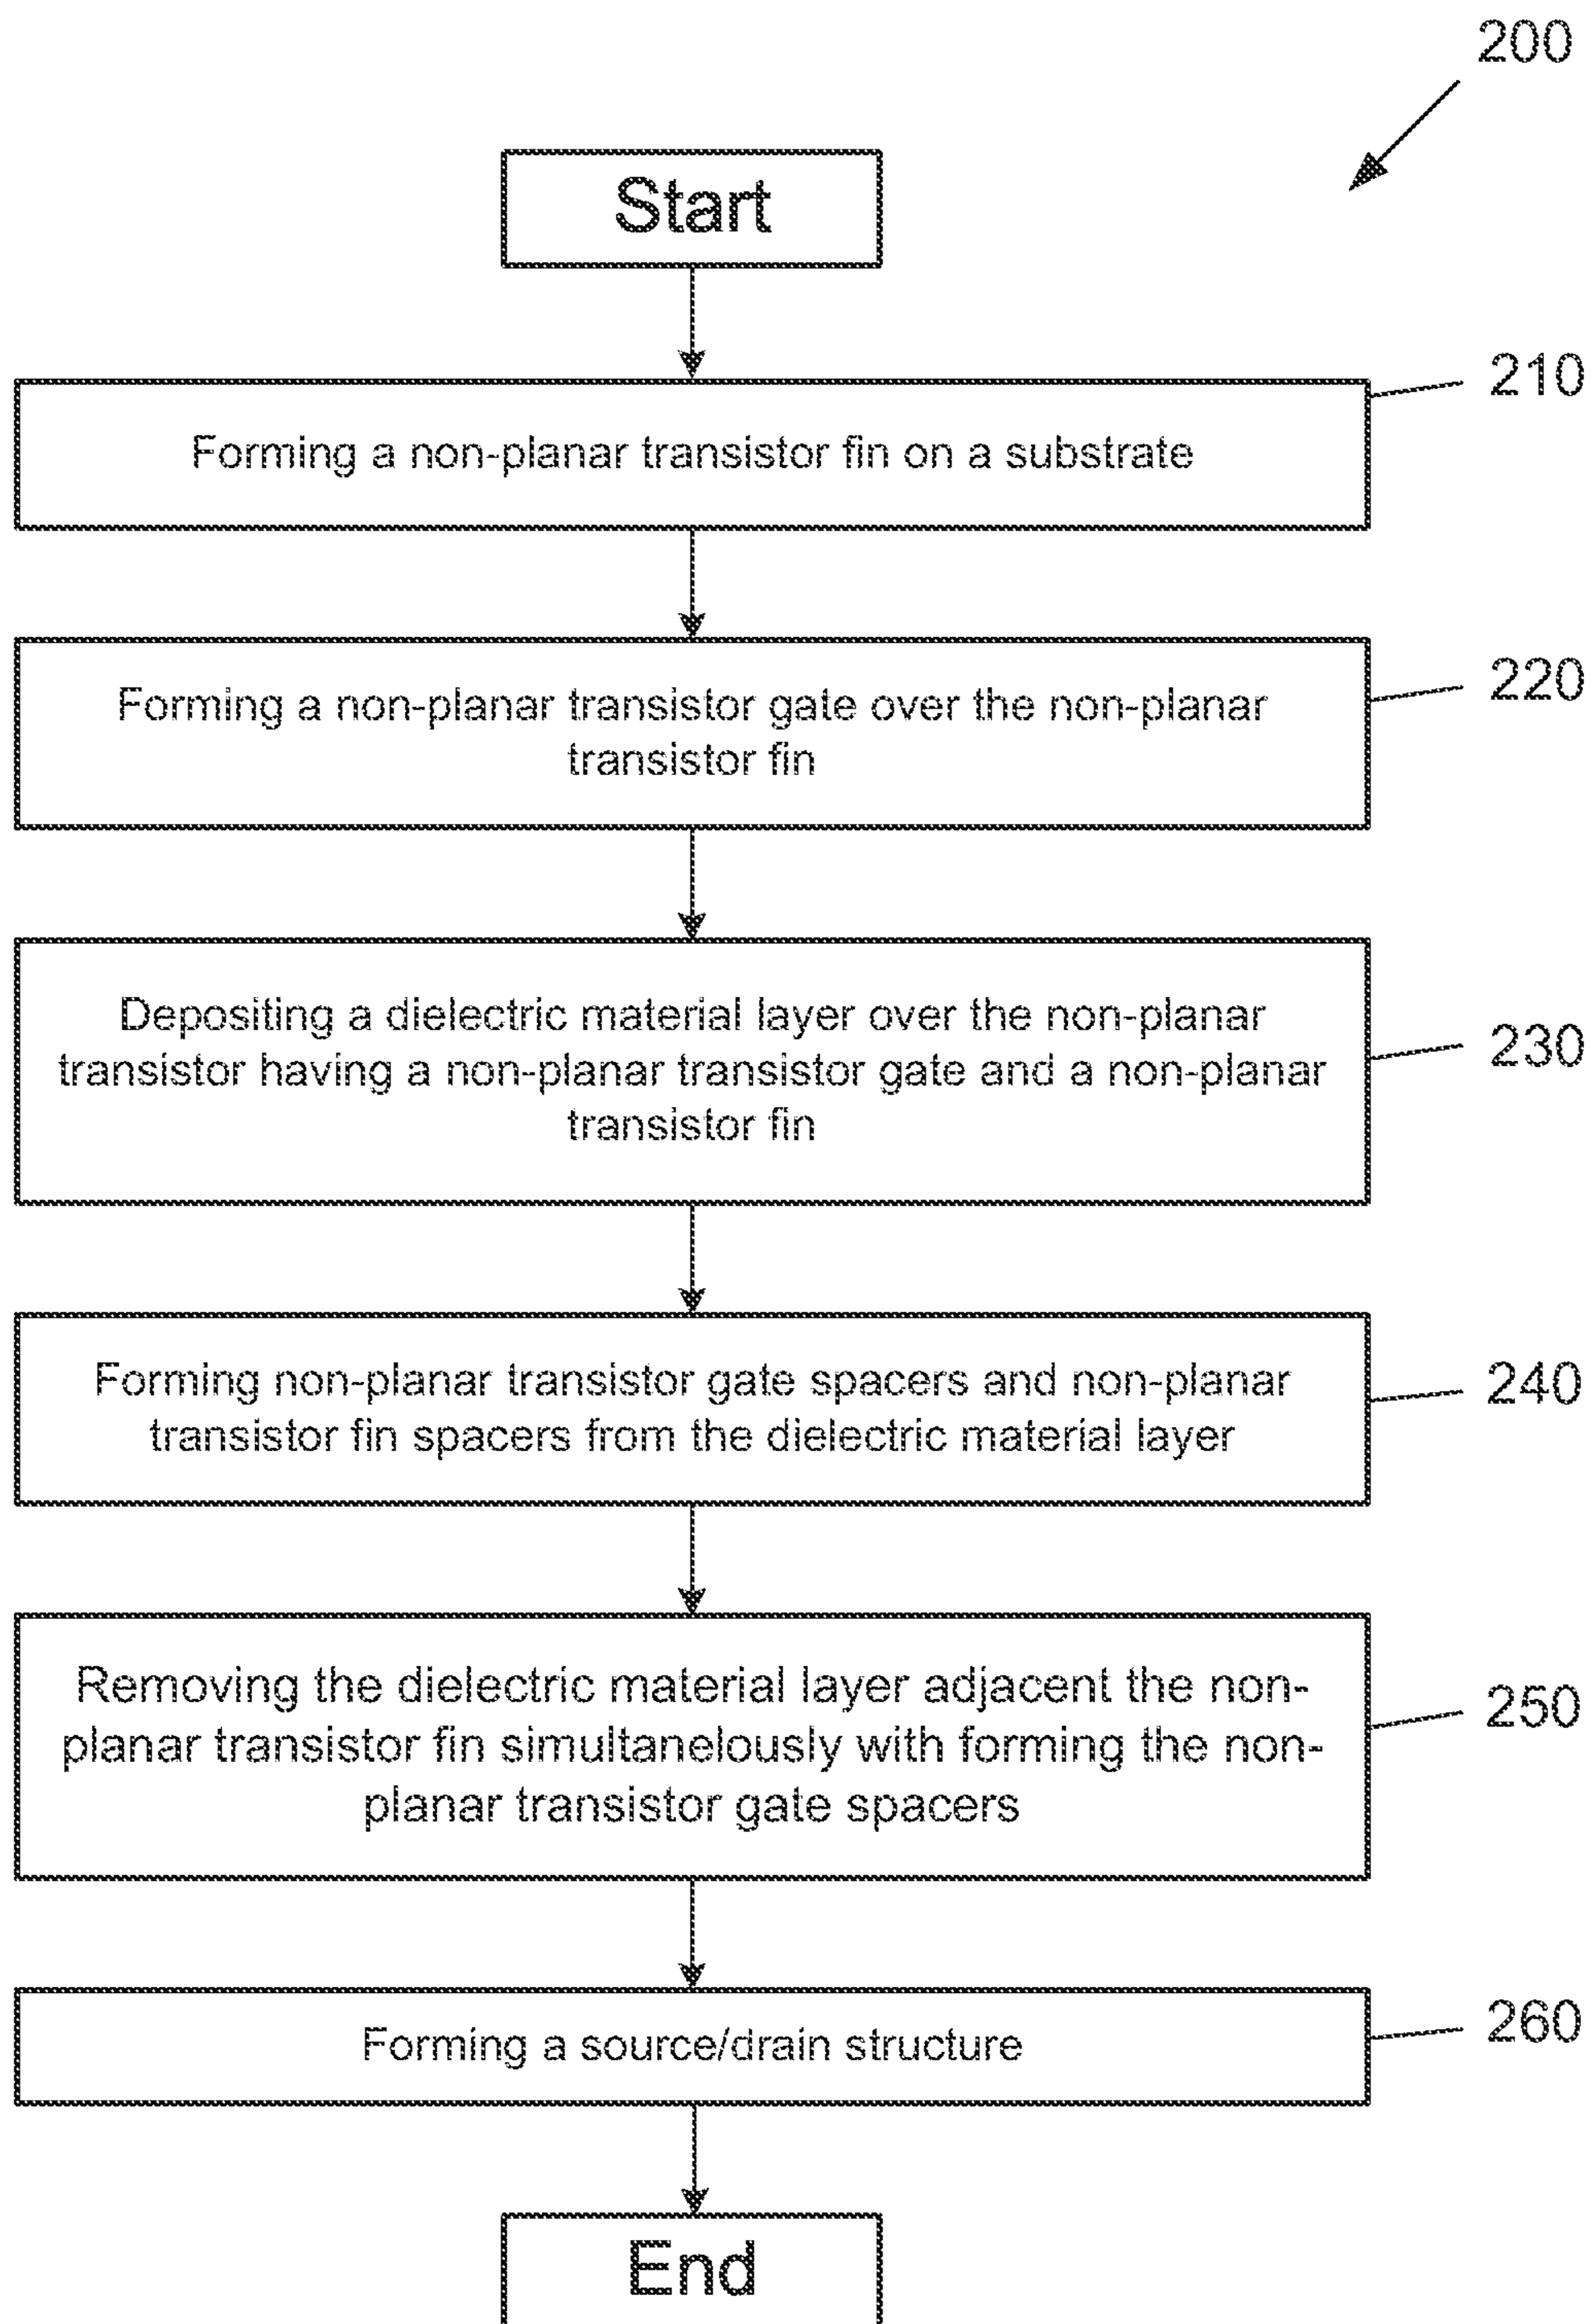 200
Start
210
Forming a non-planar transistor fin on a substrate
220
Forming a non-planar transistor gate over the non-planar
transistor fin
Depositing a dielectric material layer over the non-planar
230
transistor having a non-planar transistor gate and a non-planar
transistor fin
240
Forming non-planar transistor gate spacers and non-planar
transistor fin spacers from the dielectric material layer
250
Removing the dielectric material layer adjacent the non-
planar transistor fin simultanelously with forming the non-
planar transistor gate spacers
260
Forming a source/drain structure
End